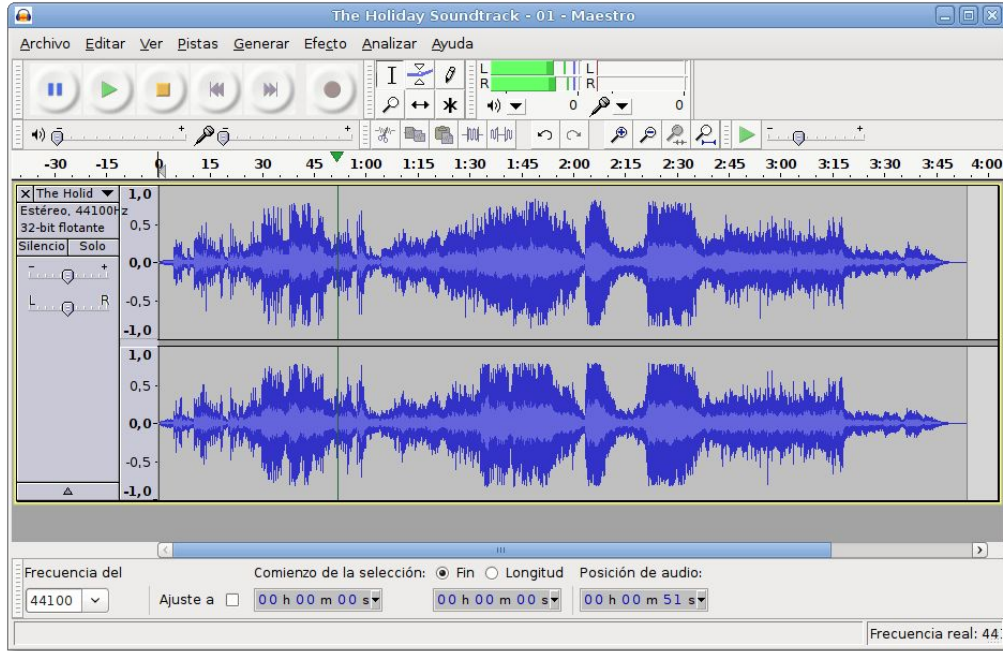 The Holiday Soundtrack - 01 - Maestro
Archivo Editar Ver Pistas Generar Efecto Analizar Ayuda
L L
R R
0 0
- + - +
-30 -15 0 15 30 45 1:00 1:15 1:30 1:45 2:00 2:15 2:30 2:45 3:00 3:15 3:30 3:45 4:00
X The Holid
Estéreo, 44100Hz
32-bit flotante
Silencio Solo
- +
L R
1,0
0,5
0,0
-0,5
-1,0
1,0
0,5
0,0
-0,5
-1,0
Frecuencia del Comienzo de la selección: Fin Longitud Posición de audio:
44100 Ajuste a 00 h 00 m 00 s 00 h 00 m 00 s 00 h 00 m 51 s
Frecuencia real: 44